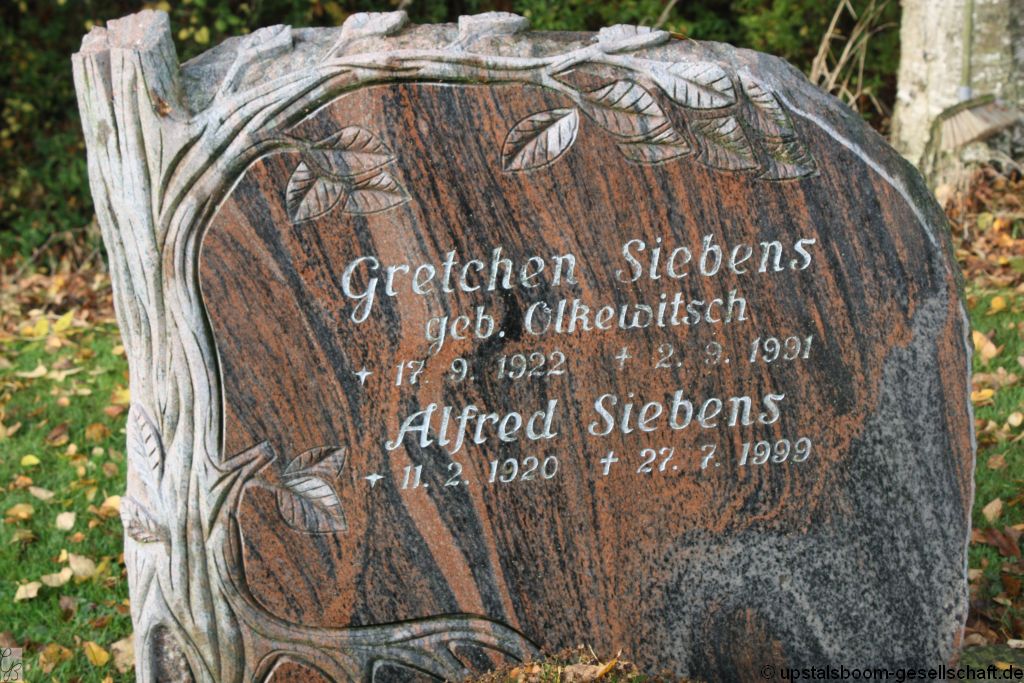 Gretchen Siebens
geb. Olkewitsch
* 17. 9. 1922 † 2. 9. 1991
Alfred Siebens
* 11. 2. 1920 † 27. 7. 1999
© upstalsboom-gesellschaft.de